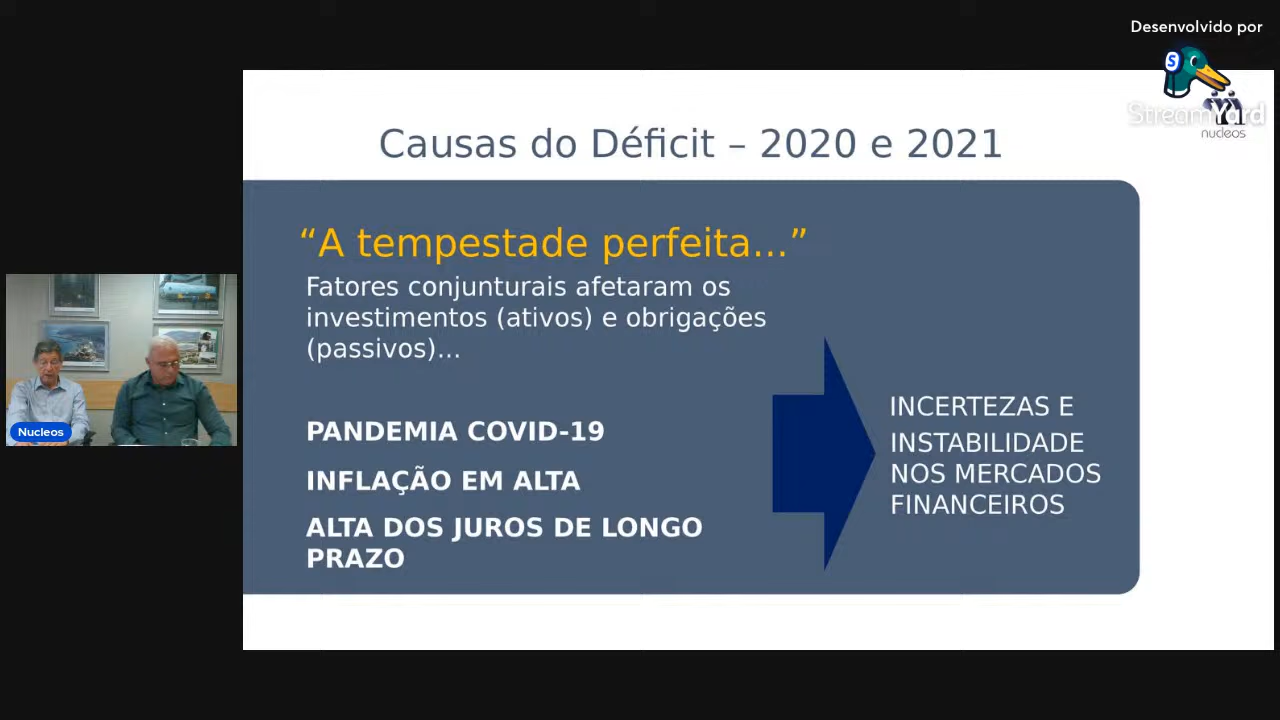 Desenvolvido por
StreamYard
nucleos
Causas do Déficit – 2020 e 2021
“A tempestade perfeita...”
Fatores conjunturais afetaram os
investimentos (ativos) e obrigações
(passivos)...
PANDEMIA COVID-19
INFLAÇÃO EM ALTA
ALTA DOS JUROS DE LONGO
PRAZO
INCERTEZAS E
INSTABILIDADE
NOS MERCADOS
FINANCEIROS
Nucleos